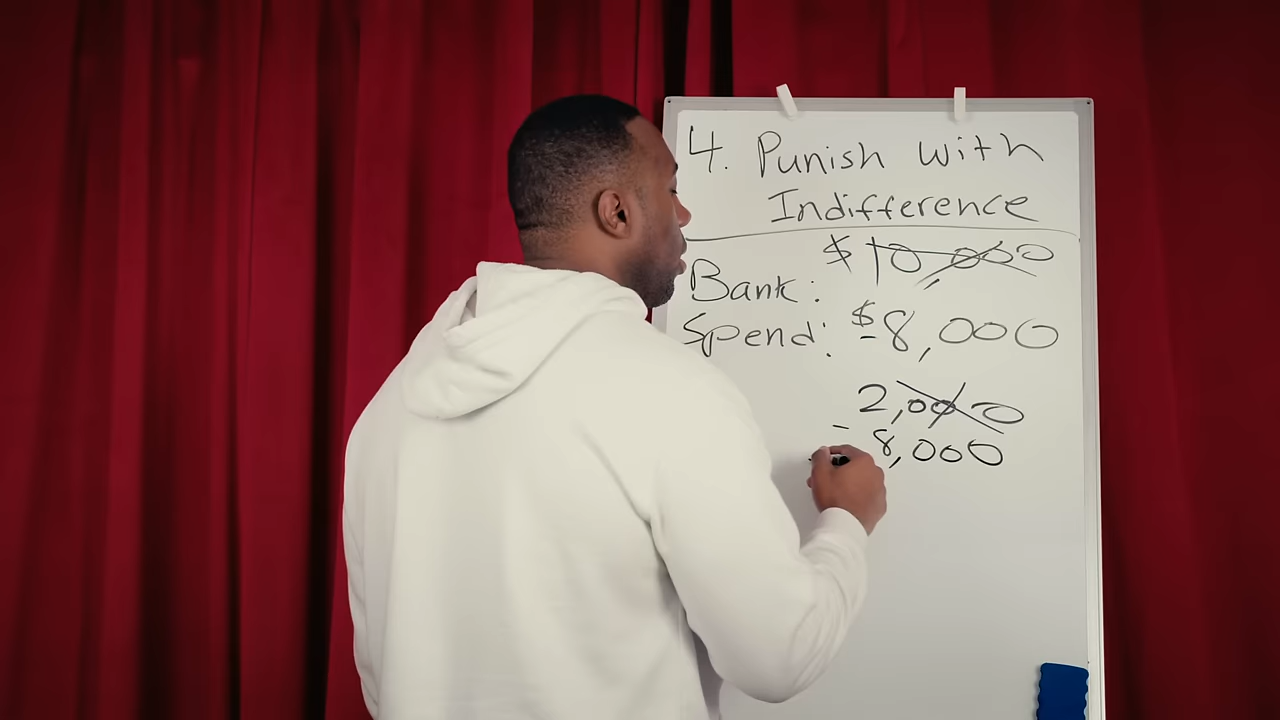 4. Punish With
Indifference
$ 10,000
Bank:
Spend: $-8,000
2,000
- 8,000